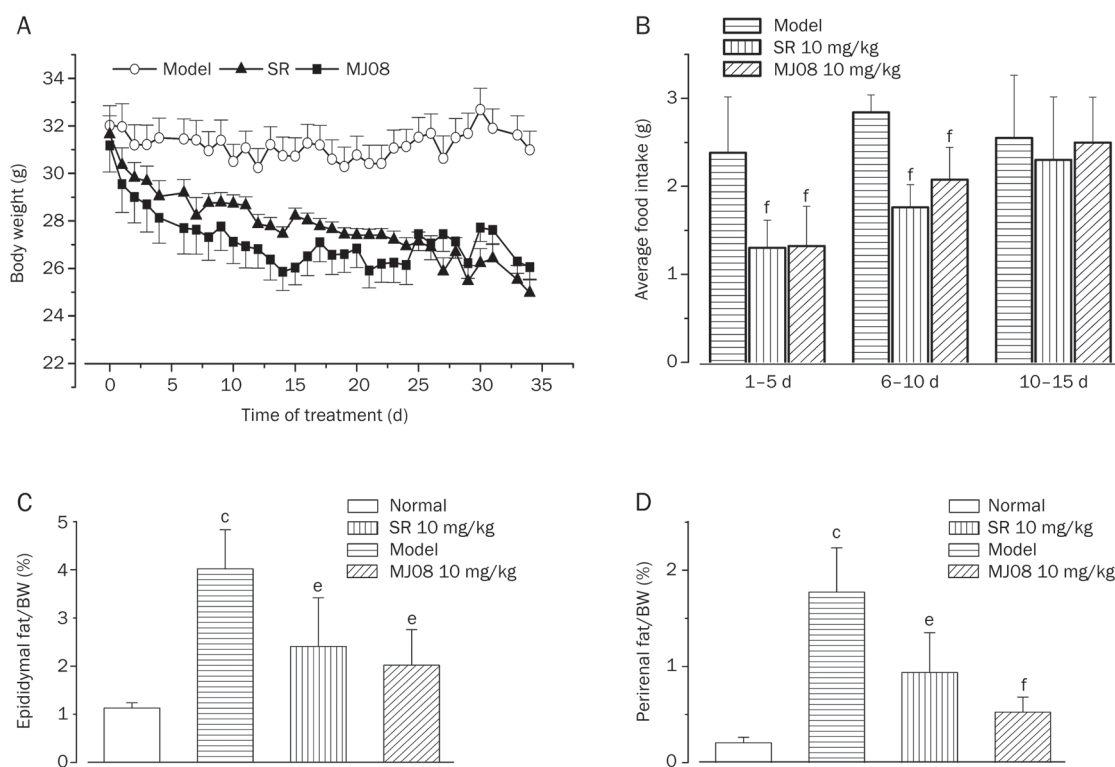 A
Model SR MJ08
Body weight (g)
34
32
30
28
26
24
22
0 5 10 15 20 25 30 35
Time of treatment (d)
B
Model
SR 10 mg/kg
MJ08 10 mg/kg
Average food intake (g)
3
2
1
0
f f
f f
1–5 d 6–10 d 10–15 d
C
Normal
SR 10 mg/kg
Model
MJ08 10 mg/kg
Epididymal fat/BW (%)
5
4
3
2
1
0
c
e
e
D
Normal
SR 10 mg/kg
Model
MJ08 10 mg/kg
Perirenal fat/BW (%)
2
1
0
c
e
f